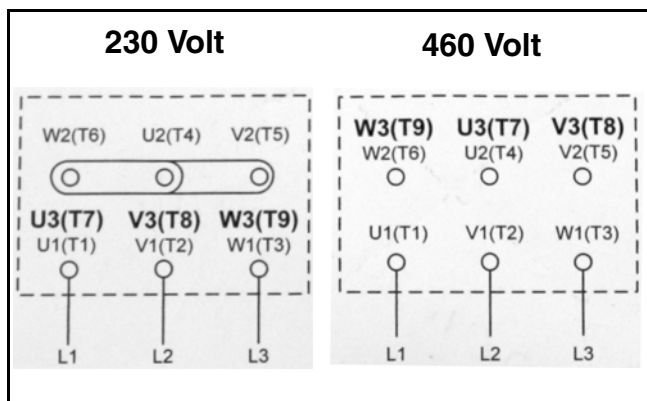 230 Volt
460 Volt
W2(T6) U2(T4) V2(T5)
U3(T7) V3(T8) W3(T9)
U1(T1) V1(T2) W1(T3)
L1 L2 L3
W3(T9) U3(T7) V3(T8)
W2(T6) U2(T4) V2(T5)
U1(T1) V1(T2) W1(T3)
L1 L2 L3